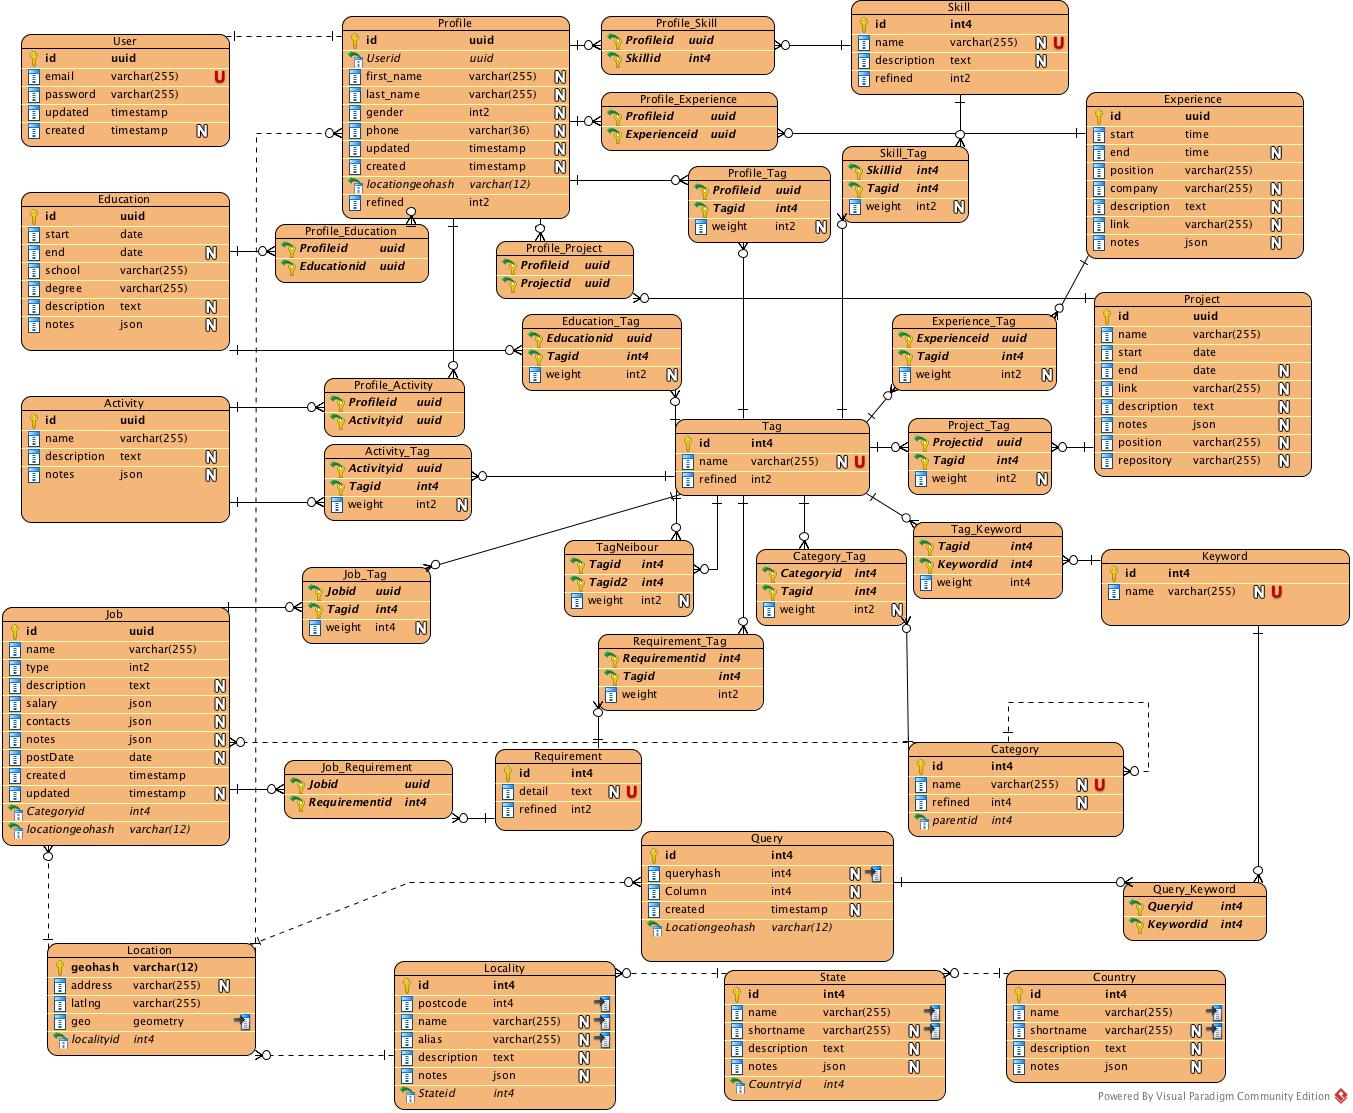 User
id uuid
email varchar(255) U
password varchar(255)
updated timestamp
created timestamp N
Profile
id uuid
Userid uuid
first_name varchar(255) N
last_name varchar(255) N
gender int2 N
phone varchar(36) N
updated timestamp N
created timestamp N
locationgeohash varchar(12)
refined int2
Profile_Skill
Profileid uuid
Skillid int4
Skill
id int4
name varchar(255) N U
description text N
refined int2
Profile_Experience
Profileid uuid
Experienceid uuid
Experience
id uuid
start time
end time N
position varchar(255)
company varchar(255) N
description text N
link varchar(255) N
notes json N
Skill_Tag
Skillid int4
Tagid int4
weight int2 N
Profile_Tag
Profileid uuid
Tagid int4
weight int2 N
Education
id uuid
start date
end date N
school varchar(255)
degree varchar(255)
description text N
notes json N
Profile_Education
Profileid uuid
Educationid uuid
Profile_Project
Profileid uuid
Projectid uuid
Project
id uuid
name varchar(255)
start date
end date N
link varchar(255) N
description text N
notes json N
position varchar(255) N
repository varchar(255) N
Education_Tag
Educationid uuid
Tagid int4
weight int2 N
Experience_Tag
Experienceid uuid
Tagid int4
weight int2 N
Profile_Activity
Profileid uuid
Activityid uuid
Activity
id uuid
name varchar(255)
description text N
notes json N
Activity_Tag
Activityid uuid
Tagid int4
weight int2 N
Tag
id int4
name varchar(255) N U
refined int2
Project_Tag
Projectid uuid
Tagid int4
weight int2 N
Tag_Keyword
Tagid int4
Keywordid int4
weight int4
Keyword
id int4
name varchar(255) N U
TagNeibour
Tagid int4
Tagid2 int4
weight int2 N
Category_Tag
Categoryid int4
Tagid int4
weight int2 N
Job_Tag
Jobid uuid
Tagid int4
weight int4 N
Job
id uuid
name varchar(255)
type int2
description text N
salary json N
contacts json N
notes json N
postDate date N
created timestamp
updated timestamp N
Categoryid int4
locationgeohash varchar(12)
Requirement_Tag
Requirementid int4
Tagid int4
weight int2
Job_Requirement
Jobid uuid
Requirementid int4
Requirement
id int4
detail text N U
refined int2
Category
id int4
name varchar(255) N U
refined int4 N
parentid int4
Query
id int4
queryhash int4 N
Column int4 N
created timestamp N
Locationgeohash varchar(12)
Query_Keyword
Queryid int4
Keywordid int4
Location
geohash varchar(12)
address varchar(255) N
latlng varchar(255)
geo geometry
localityid int4
Locality
id int4
postcode int4
name varchar(255) N
alias varchar(255) N
description text N
notes json N
Stateid int4
State
id int4
name varchar(255)
shortname varchar(255) N
description text N
notes json N
Countryid int4
Country
id int4
name varchar(255)
shortname varchar(255) N
description text N
notes json N
Powered By Visual Paradigm Community Edition